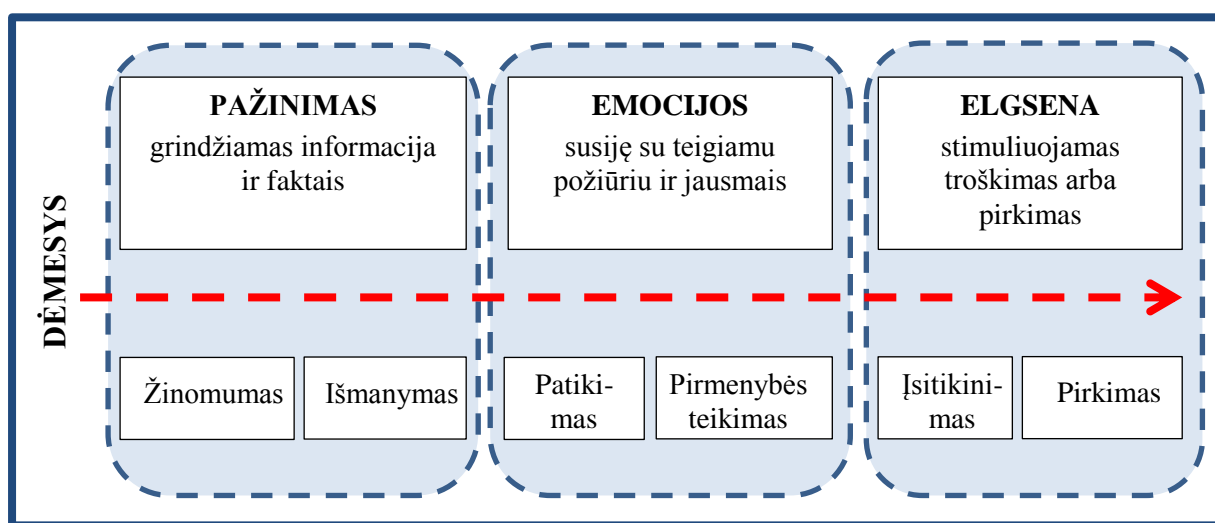 DĖMESYS
PAŽINIMAS
grindžiamas informacija
ir faktais
EMOCIJOS
susiję su teigiamu
požiūriu ir jausmais
ELGSENA
stimuliuojamas
troškimas arba
pirkimas
Žinomumas
Išmanymas
Patiki-
mas
Pirmenybės
teikimas
Įsitikini-
mas
Pirkimas